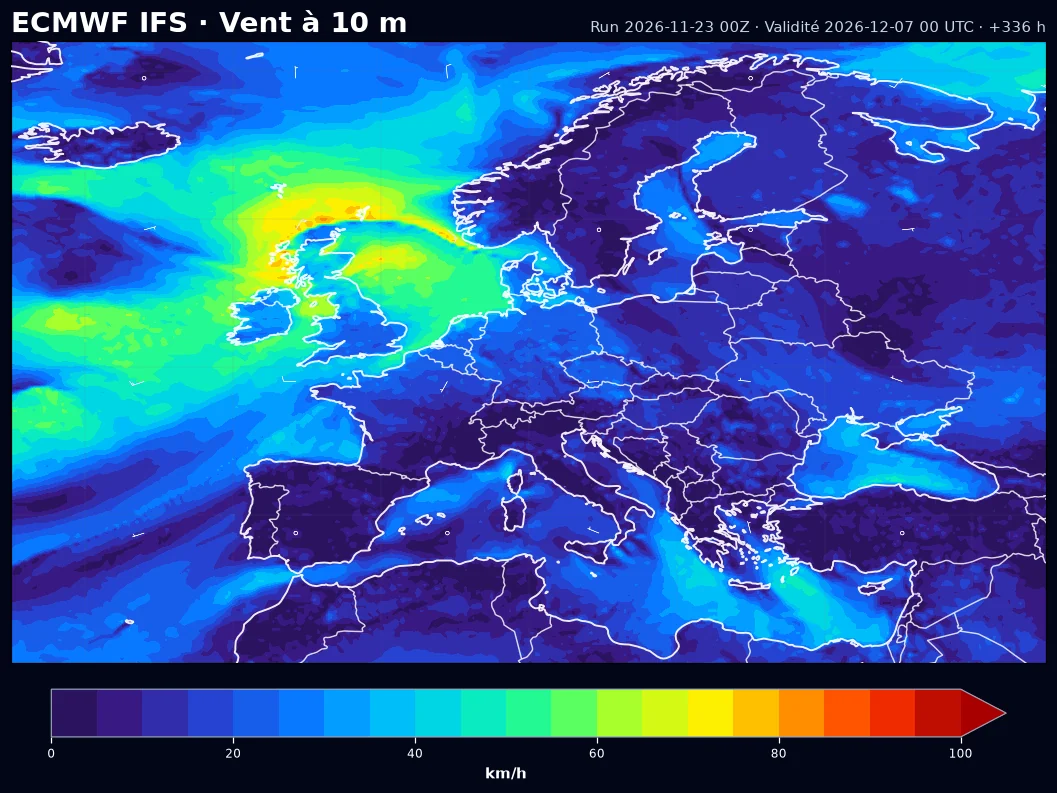 ECMWF IFS · Vent à 10 m
Run 2026-11-23 00Z · Validité 2026-12-07 00 UTC · +336 h
0 20 40 60 80 100
km/h